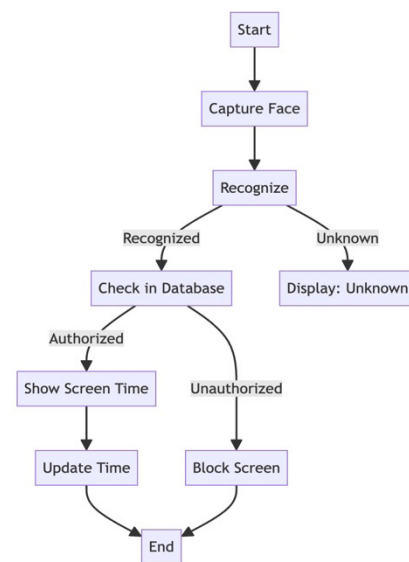 Start
Capture Face
Recognize
Recognized
Unknown
Check in Database
Display: Unknown
Authorized
Unauthorized
Show Screen Time
Update Time
Block Screen
End